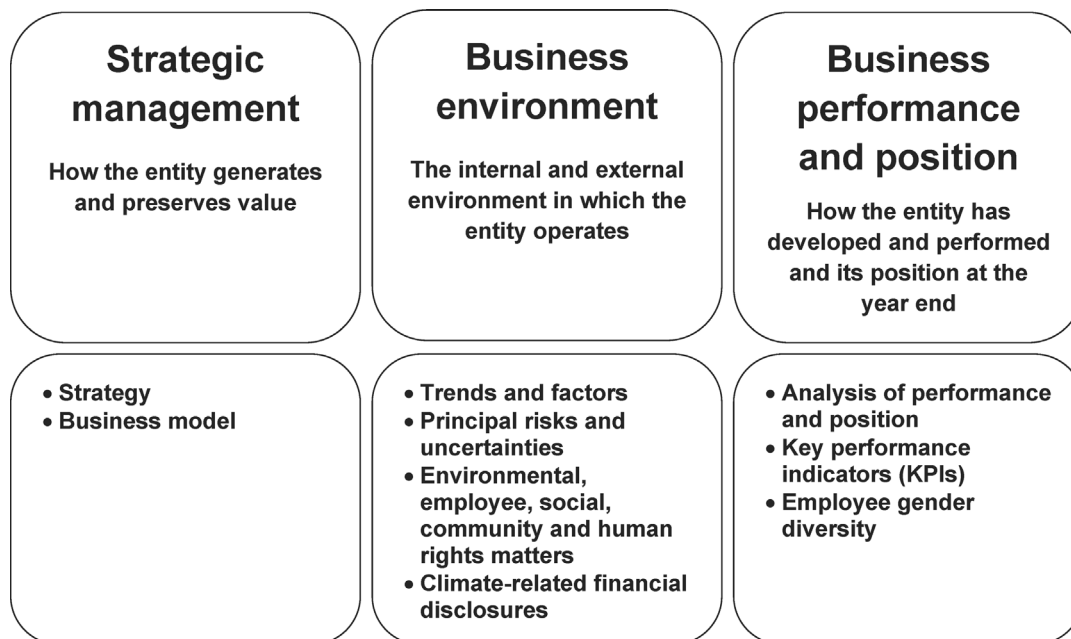 Strategic
management
How the entity generates
and preserves value
Business
environment
The internal and external
environment in which the
entity operates
Business
performance
and position
How the entity has
developed and performed
and its position at the
year end
• Strategy
• Business model
• Trends and factors
• Principal risks and
uncertainties
• Environmental,
employee, social,
community and human
rights matters
• Climate-related financial
disclosures
• Analysis of performance
and position
• Key performance
indicators (KPIs)
• Employee gender
diversity